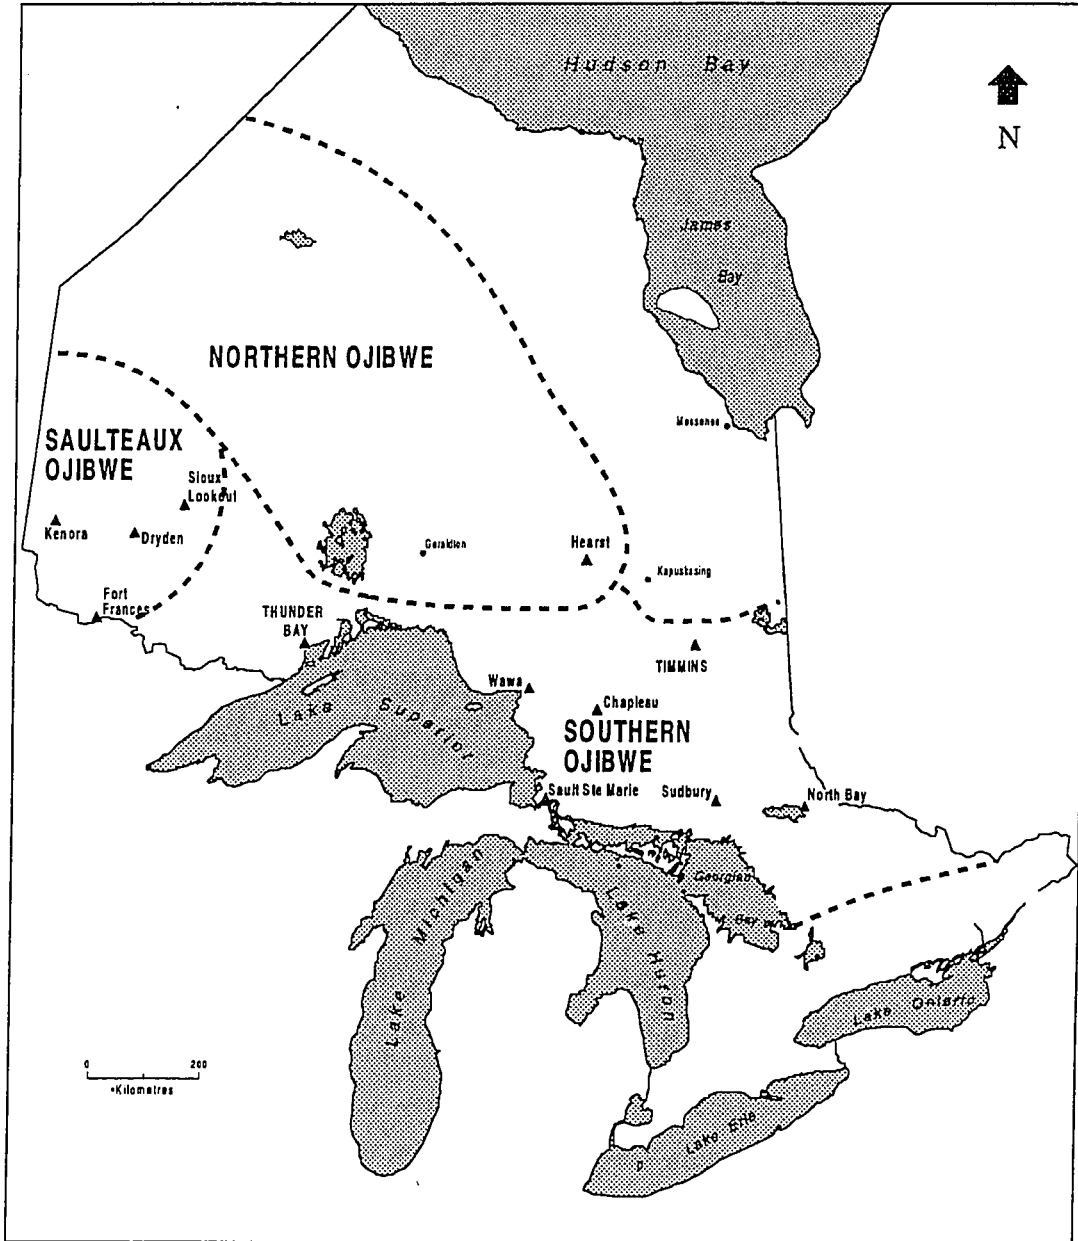 Hudson Bay
N
James
Bay
NORTHERN OJIBWE
Moosonee
SAULTEAUX
OJIBWE
Sioux
Lookout
Kenora
Dryden
Geraldton
Hearst
Kapuskasing
Fort
Frances
THUNDER
BAY
TIMMINS
Wawa
Chapleau
Lake Superior
SOUTHERN
OJIBWE
Sault Ste Marie
Sudbury
North Bay
Georgian
Bay
Lake Michigan
Lake Huron
Lake Ontario
0 200
Kilometres
Lake Erie